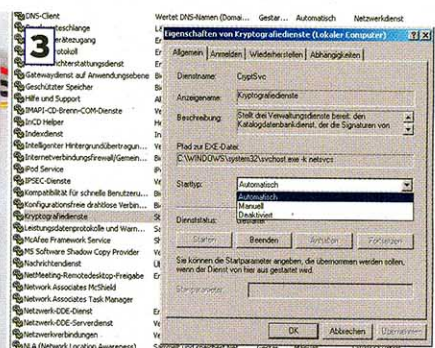 3
DNS-Client Wertet DNS-Namen (Domai... Gestar... Automatisch Netzwerkdienst
Gatewaydienst auf Anwendungsebene
Geschützter Speicher
Hilfe und Support
IMAPI-CD-Brenn-COM-Dienste
InCD Helper
Indexdienst
Intelligenter Hintergrundübertragun...
Internetverbindungsfirewall/Gemein...
iPod Service
IPSEC-Dienste
Kompatibilität für schnelle Benutzeru...
Konfigurationsfreie drahtlose Verbin...
Kryptografiedienste
Leistungsdatenprotokolle und Warn...
McAfee Framework Service
MS Software Shadow Copy Provider
Nachrichtendienst
NetMeeting-Remotedesktop-Freigabe
Network Associates McShield
Network Associates Task Manager
Netzwerk-DDE-Dienst
Netzwerk-DDE-Serverdienst
Netzwerkverbindungen
NLA (Network Location Awareness)
Eigenschaften von Kryptografiedienste (Lokaler Computer)
Allgemein Anmelden Wiederherstellen Abhängigkeiten
Dienstname: CryptSvc
Anzeigename: Kryptografiedienste
Beschreibung: Stellt drei Verwaltungsdienste bereit: den
Katalogdatenbankdienst, der die Signaturen von
Pfad zur EXE-Datei:
C:\WINDOWS\system32\svchost.exe -k netsvcs
Starttyp: Automatisch
Automatisch
Manuell
Deaktiviert
Dienststatus: Gestartet
Starten Beenden Anhalten Fortsetzen
Sie können die Startparameter angeben, die übernommen werden sollen,
wenn der Dienst von hier aus gestartet wird.
Startparameter:
OK Abbrechen Übernehmen